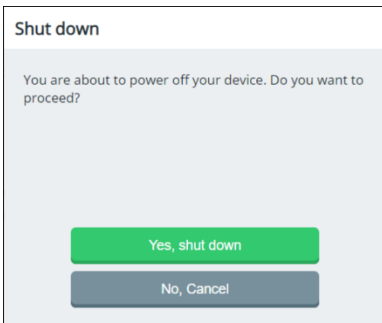 Shut down
You are about to power off your device. Do you want to
proceed?
Yes, shut down
No, Cancel